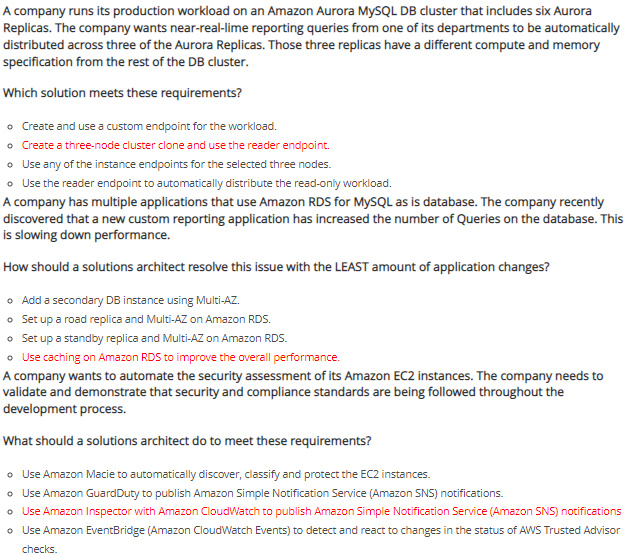 A company runs its production workload on an Amazon Aurora MySQL DB cluster that includes six Aurora
Replicas. The company wants near-real-lime reporting queries from one of its departments to be automatically
distributed across three of the Aurora Replicas. Those three replicas have a different compute and memory
specification from the rest of the DB cluster.
Which solution meets these requirements?
Create and use a custom endpoint for the workload.
Create a three-node cluster clone and use the reader endpoint.
Use any of the instance endpoints for the selected three nodes.
Use the reader endpoint to automatically distribute the read-only workload.
A company has multiple applications that use Amazon RDS for MySQL as is database. The company recently
discovered that a new custom reporting application has increased the number of Queries on the database. This
is slowing down performance.
How should a solutions architect resolve this issue with the LEAST amount of application changes?
Add a secondary DB instance using Multi-AZ.
Set up a road replica and Multi-AZ on Amazon RDS.
Set up a standby replica and Multi-AZ on Amazon RDS.
Use caching on Amazon RDS to improve the overall performance.
A company wants to automate the security assessment of its Amazon EC2 instances. The company needs to
validate and demonstrate that security and compliance standards are being followed throughout the
development process.
What should a solutions architect do to meet these requirements?
Use Amazon Macie to automatically discover, classify and protect the EC2 instances.
Use Amazon GuardDuty to publish Amazon Simple Notification Service (Amazon SNS) notifications.
Use Amazon Inspector with Amazon CloudWatch to publish Amazon Simple Notification Service (Amazon SNS) notifications
Use Amazon EventBridge (Amazon CloudWatch Events) to detect and react to changes in the status of AWS Trusted Advisor
checks.